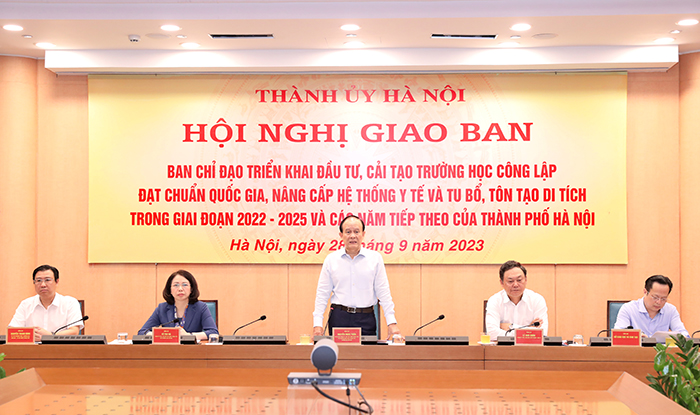 THÀNH ỦY HÀ NỘI
HỘI NGHỊ GIAO BAN
BAN CHỈ ĐẠO TRIỂN KHAI ĐẦU TƯ, CẢI TẠO TRƯỜNG HỌC CÔNG LẬP
ĐẠT CHUẨN QUỐC GIA, NÂNG CẤP HỆ THỐNG Y TẾ VÀ TU BỔ, TÔN TẠO DI TÍCH
TRONG GIAI ĐOẠN 2022 - 2025 VÀ CÁC NĂM TIẾP THEO CỦA THÀNH PHỐ HÀ NỘI
Hà Nội, ngày 28 tháng 9 năm 2023